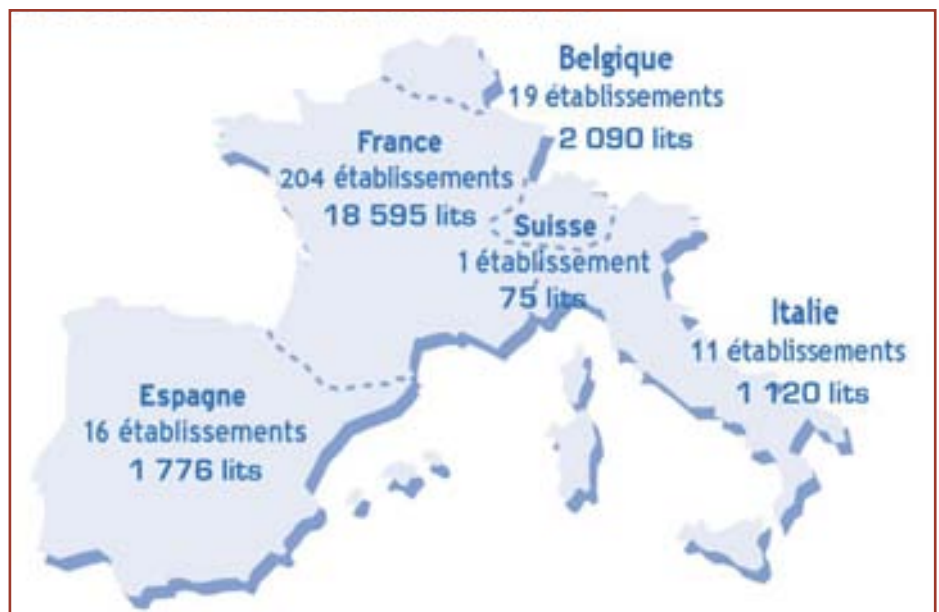 Belgique
19 établissements
2 090 lits
France
204 établissements
18 595 lits
Suisse
1 établissement
75 lits
Italie
11 établissements
1 120 lits
Espagne
16 établissements
1 776 lits